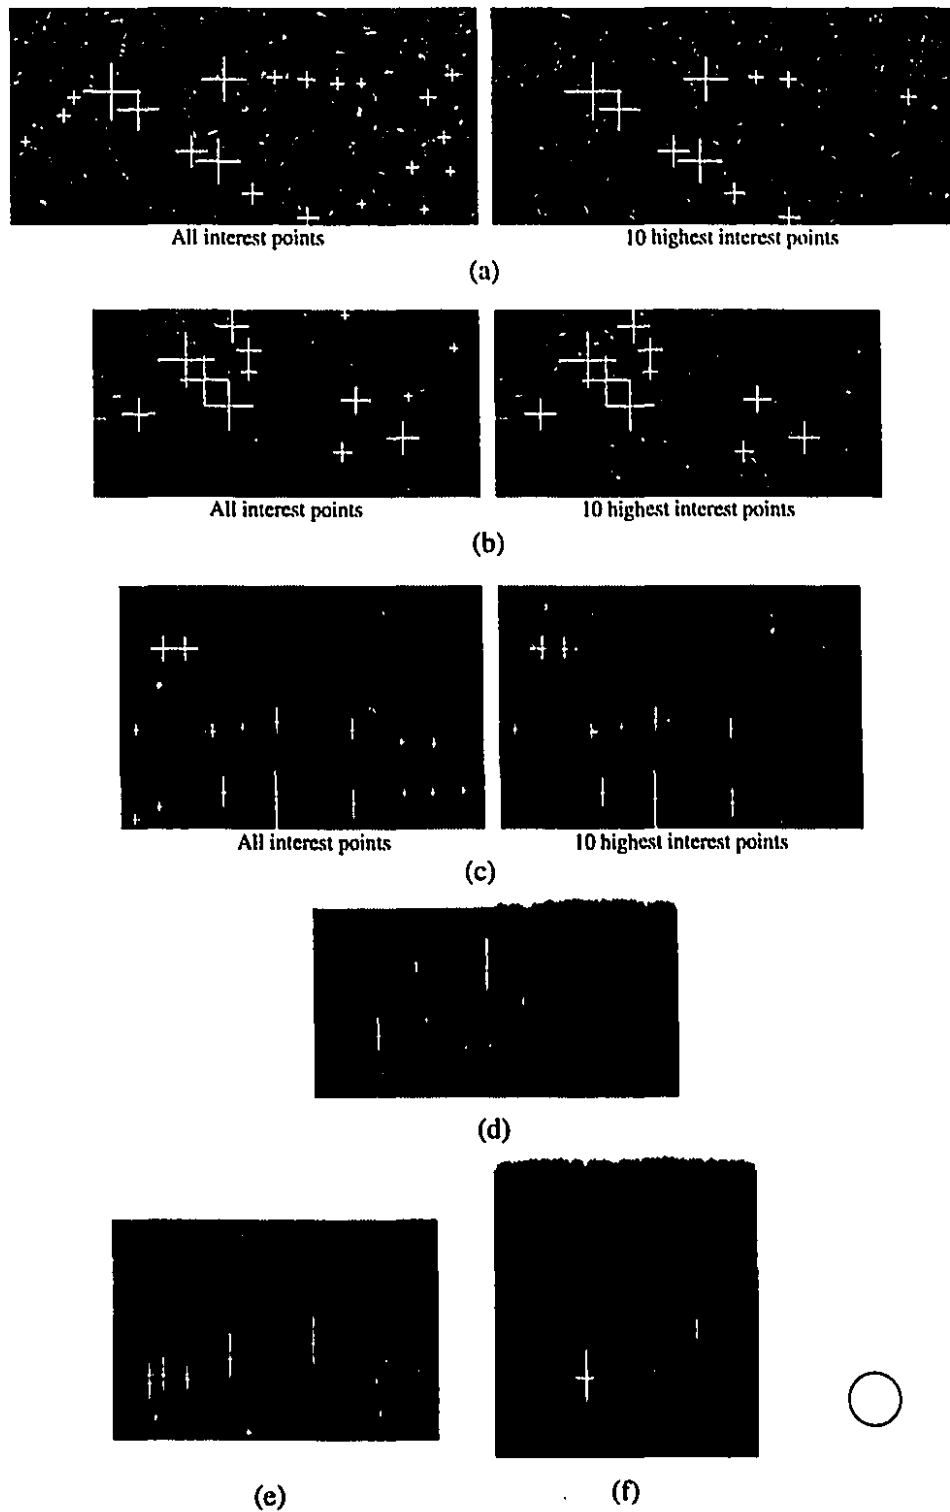 All interest points 10 highest interest points
(a)
All interest points 10 highest interest points
(b)
All interest points 10 highest interest points
(c)
(d)
(e) (f)